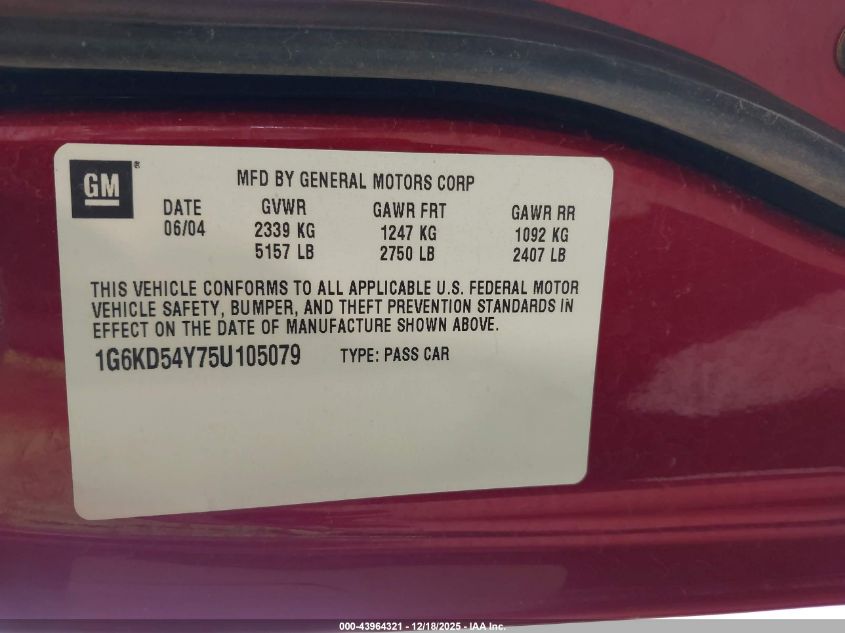 GM ®
MFD BY GENERAL MOTORS CORP
DATE GVWR GAWR FRT GAWR RR
06/04 2339 KG 1247 KG 1092 KG
5157 LB 2750 LB 2407 LB
THIS VEHICLE CONFORMS TO ALL APPLICABLE U.S. FEDERAL MOTOR
VEHICLE SAFETY, BUMPER, AND THEFT PREVENTION STANDARDS IN
EFFECT ON THE DATE OF MANUFACTURE SHOWN ABOVE.
1G6KD54Y75U105079 TYPE: PASS CAR
000-43964321 - 12/18/2025 - IAA Inc.